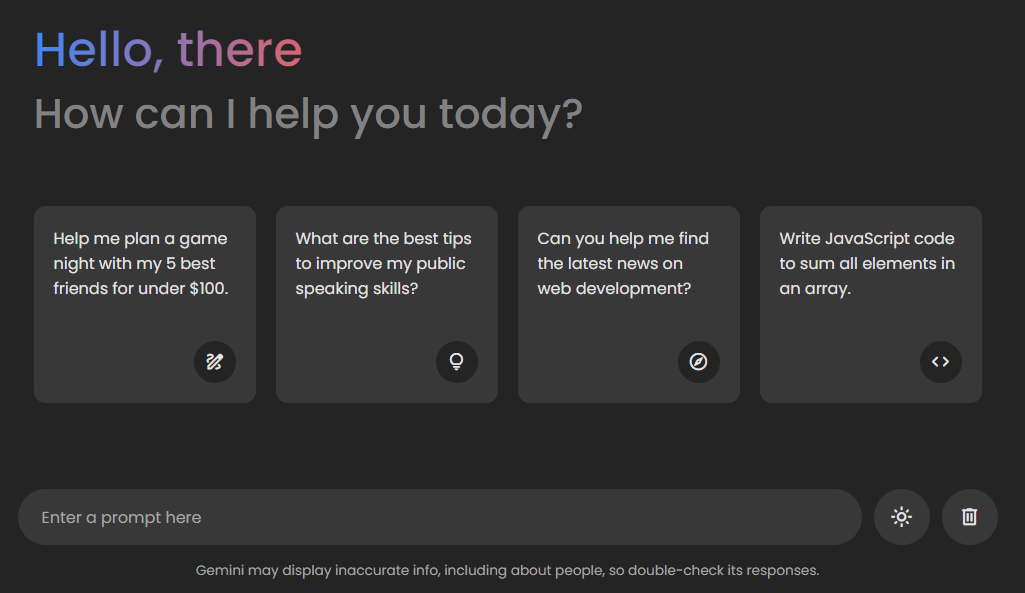 Hello, there
How can I help you today?
Help me plan a game
night with my 5 best
friends for under $100.
What are the best tips
to improve my public
speaking skills?
Can you help me find
the latest news on
web development?
Write JavaScript code
to sum all elements in
an array.
Enter a prompt here
Gemini may display inaccurate info, including about people, so double-check its responses.